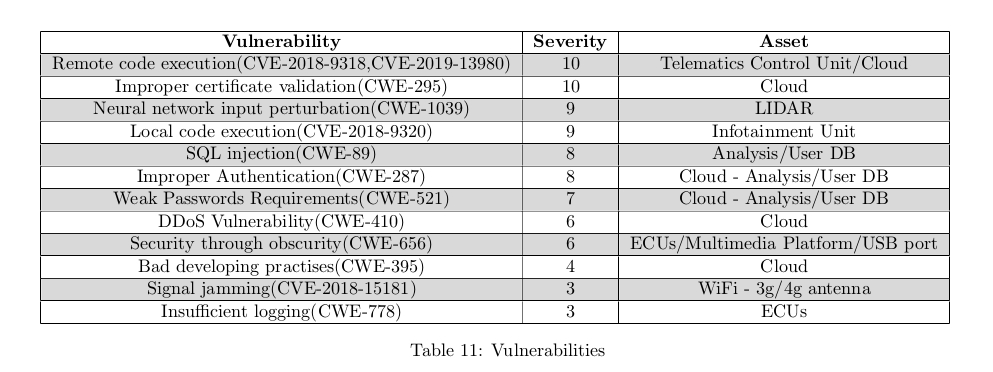 Vulnerability Severity Asset
Remote code execution(CVE-2018-9318,CVE-2019-13980) 10 Telematics Control Unit/Cloud
Improper certificate validation(CWE-295) 10 Cloud
Neural network input perturbation(CWE-1039) 9 LIDAR
Local code execution(CVE-2018-9320) 9 Infotainment Unit
SQL injection(CWE-89) 8 Analysis/User DB
Improper Authentication(CWE-287) 8 Cloud - Analysis/User DB
Weak Passwords Requirements(CWE-521) 7 Cloud - Analysis/User DB
DDoS Vulnerability(CWE-410) 6 Cloud
Security through obscurity(CWE-656) 6 ECUs/Multimedia Platform/USB port
Bad developing practises(CWE-395) 4 Cloud
Signal jamming(CVE-2018-15181) 3 WiFi - 3g/4g antenna
Insufficient logging(CWE-778) 3 ECUs
Table 11: Vulnerabilities